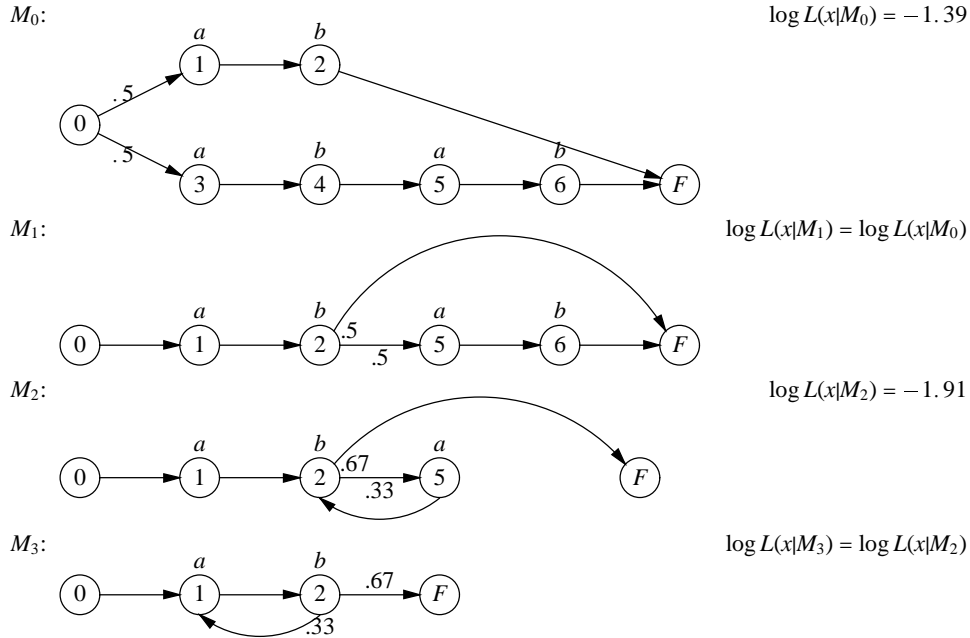 M₀: log L(x|M₀) = −1. 39
a b
1 2
.5
0
.5
a b a b
3 4 5 6 F
M₁: log L(x|M₁) = log L(x|M₀)
a b a b
0 1 2 .5 5 6 F
.5
M₂: log L(x|M₂) = −1. 91
a b a
0 1 2 .67 5 F
.33
M₃: log L(x|M₃) = log L(x|M₂)
a b
0 1 2 .67 F
.33